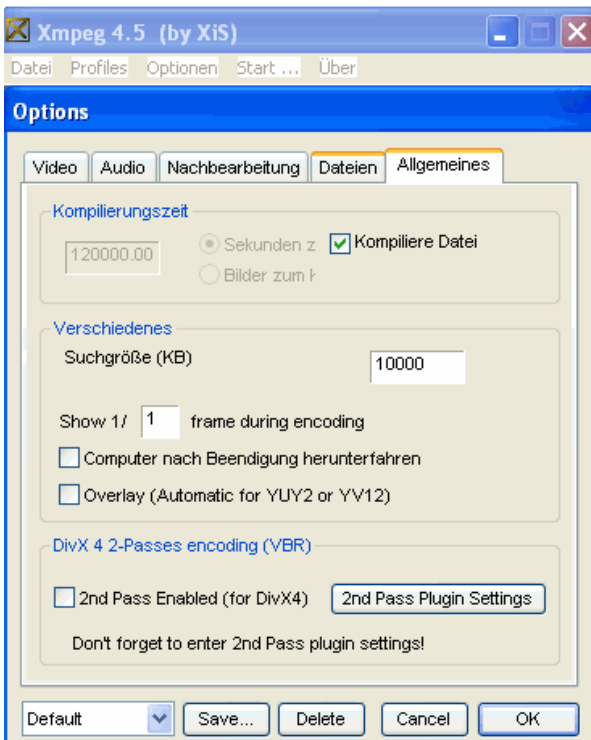 Xmpeg 4.5 (by XiS)
Datei Profiles Optionen Start ... Über
Options
Video Audio Nachbearbeitung Dateien Allgemeines
Kompilierungszeit
120000.00 Sekunden z Kompiliere Datei
Bilder zum
Verschiedenes
Suchgröße (KB) 10000
Show 1/ 1 frame during encoding
Computer nach Beendigung herunterfahren
Overlay (Automatic for YUY2 or YV12)
DivX 4 2-Passes encoding (VBR)
2nd Pass Enabled (for DivX4) 2nd Pass Plugin Settings
Don't forget to enter 2nd Pass plugin settings!
Default Save... Delete Cancel OK